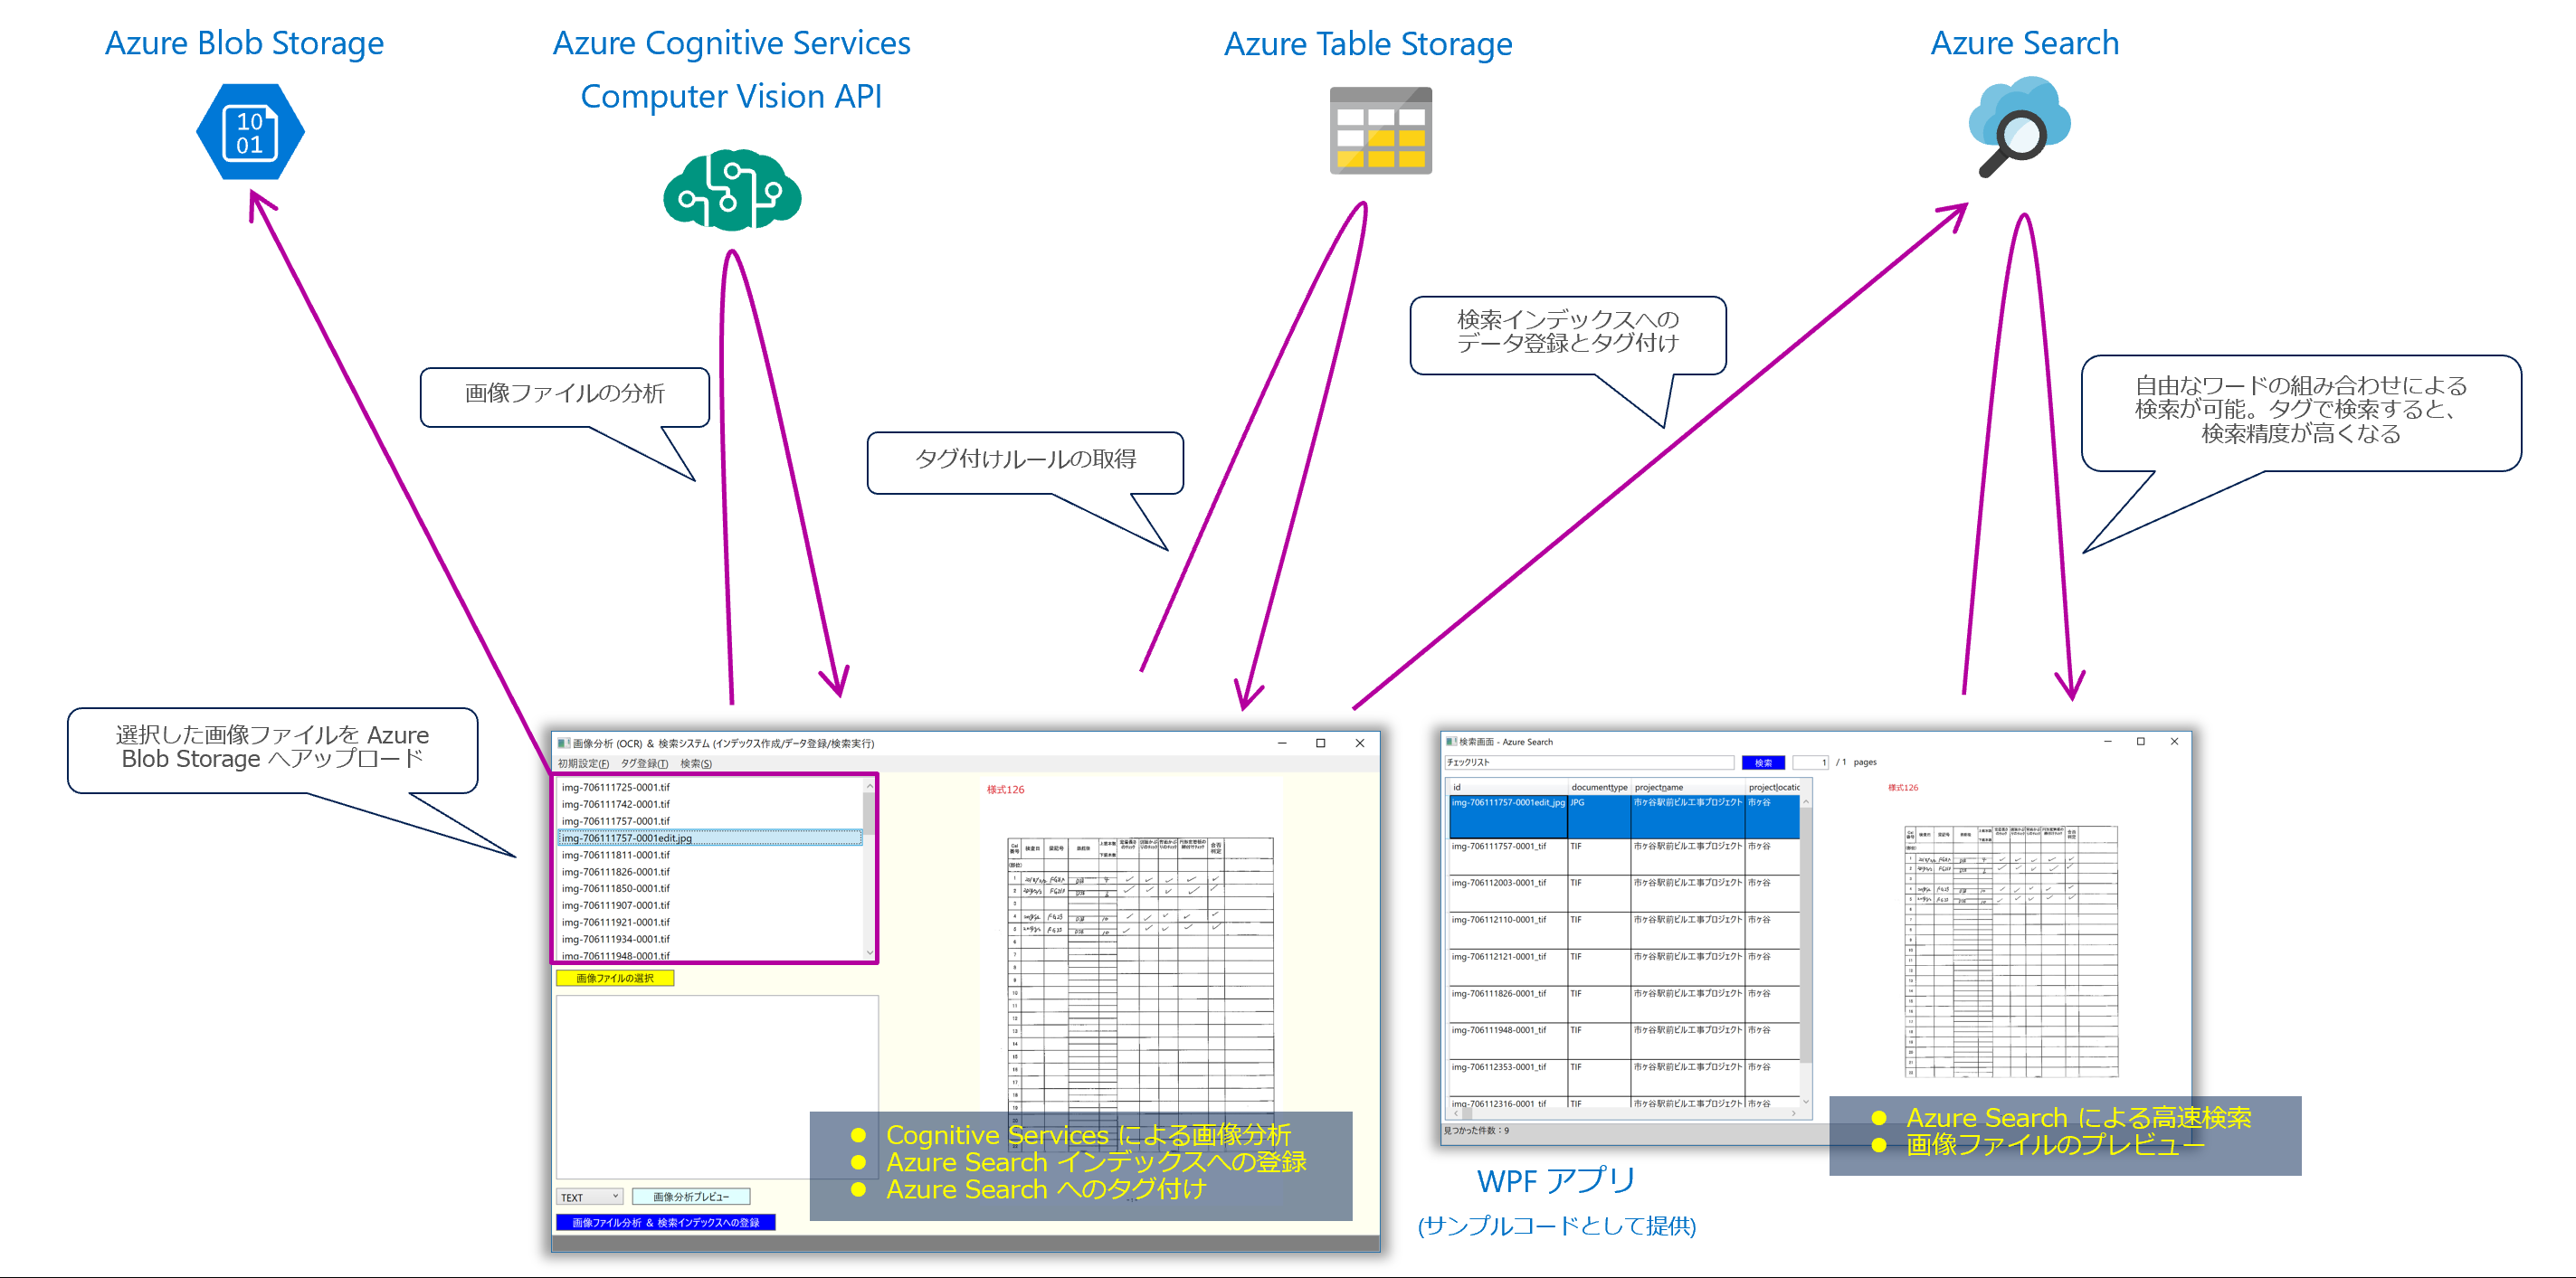 Azure Blob Storage
Azure Cognitive Services
Computer Vision API
Azure Table Storage
Azure Search
10
01
検索インデックスへの
データ登録とタグ付け
画像ファイルの分析
自由なワードの組み合わせによる
検索が可能。タグで検索すると、
検索精度が高くなる
タグ付けルールの取得
選択した画像ファイルを Azure
Blob Storage へアップロード
画像分析 (OCR) & 検索システム (インデックス作成/データ登録/検索実行)
初期設定(F) タグ登録(T) 検索(S)
img-706111725-0001.tif
img-706111742-0001.tif
img-706111757-0001.tif
img-706111757-0001edit.jpg
img-706111811-0001.tif
img-706111826-0001.tif
img-706111850-0001.tif
img-706111907-0001.tif
img-706111921-0001.tif
img-706111934-0001.tif
img-706111948-0001.tif
画像ファイルの選択
TEXT
画像分析プレビュー
画像ファイル分析 & 検索インデックスへの登録
様式126
Cognitive Services による画像分析
Azure Search インデックスへの登録
Azure Search へのタグ付け
検索画面 - Azure Search
チェックリスト 検索 1 / 1 pages
id documenttype projectname projectlocatio
img-706111757-0001edit_jpg JPG 市ヶ谷駅前ビル工事プロジェクト 市ヶ谷
img-706111757-0001_tif TIF 市ヶ谷駅前ビル工事プロジェクト 市ヶ谷
img-706112003-0001_tif TIF 市ヶ谷駅前ビル工事プロジェクト 市ヶ谷
img-706112110-0001_tif TIF 市ヶ谷駅前ビル工事プロジェクト 市ヶ谷
img-706112121-0001_tif TIF 市ヶ谷駅前ビル工事プロジェクト 市ヶ谷
img-706111826-0001_tif TIF 市ヶ谷駅前ビル工事プロジェクト 市ヶ谷
img-706111948-0001_tif TIF 市ヶ谷駅前ビル工事プロジェクト 市ヶ谷
img-706112353-0001_tif TIF 市ヶ谷駅前ビル工事プロジェクト 市ヶ谷
img-706112316-0001_tif TIF 市ヶ谷駅前ビル工事プロジェクト 市ヶ谷
見つかった件数:9
様式126
Azure Search による高速検索
画像ファイルのプレビュー
WPF アプリ
(サンプルコードとして提供)